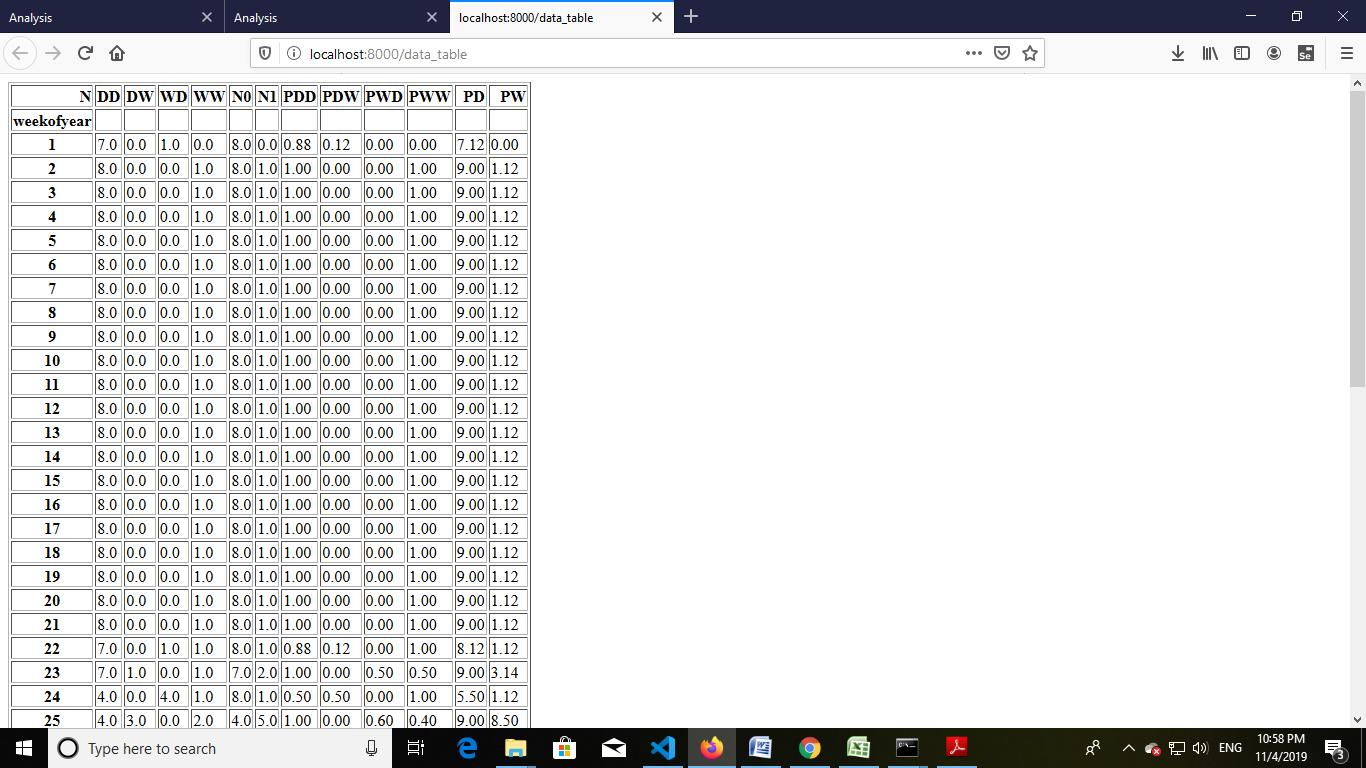 Analysis Analysis localhost:8000/data_table
localhost:8000/data_table Se
N DD DW WD WW N0 N1 PDD PDW PWD PWW PD PW
weekofyear
1 7.0 0.0 1.0 0.0 8.0 0.0 0.88 0.12 0.00 0.00 7.12 0.00
2 8.0 0.0 0.0 1.0 8.0 1.0 1.00 0.00 0.00 1.00 9.00 1.12
3 8.0 0.0 0.0 1.0 8.0 1.0 1.00 0.00 0.00 1.00 9.00 1.12
4 8.0 0.0 0.0 1.0 8.0 1.0 1.00 0.00 0.00 1.00 9.00 1.12
5 8.0 0.0 0.0 1.0 8.0 1.0 1.00 0.00 0.00 1.00 9.00 1.12
6 8.0 0.0 0.0 1.0 8.0 1.0 1.00 0.00 0.00 1.00 9.00 1.12
7 8.0 0.0 0.0 1.0 8.0 1.0 1.00 0.00 0.00 1.00 9.00 1.12
8 8.0 0.0 0.0 1.0 8.0 1.0 1.00 0.00 0.00 1.00 9.00 1.12
9 8.0 0.0 0.0 1.0 8.0 1.0 1.00 0.00 0.00 1.00 9.00 1.12
10 8.0 0.0 0.0 1.0 8.0 1.0 1.00 0.00 0.00 1.00 9.00 1.12
11 8.0 0.0 0.0 1.0 8.0 1.0 1.00 0.00 0.00 1.00 9.00 1.12
12 8.0 0.0 0.0 1.0 8.0 1.0 1.00 0.00 0.00 1.00 9.00 1.12
13 8.0 0.0 0.0 1.0 8.0 1.0 1.00 0.00 0.00 1.00 9.00 1.12
14 8.0 0.0 0.0 1.0 8.0 1.0 1.00 0.00 0.00 1.00 9.00 1.12
15 8.0 0.0 0.0 1.0 8.0 1.0 1.00 0.00 0.00 1.00 9.00 1.12
16 8.0 0.0 0.0 1.0 8.0 1.0 1.00 0.00 0.00 1.00 9.00 1.12
17 8.0 0.0 0.0 1.0 8.0 1.0 1.00 0.00 0.00 1.00 9.00 1.12
18 8.0 0.0 0.0 1.0 8.0 1.0 1.00 0.00 0.00 1.00 9.00 1.12
19 8.0 0.0 0.0 1.0 8.0 1.0 1.00 0.00 0.00 1.00 9.00 1.12
20 8.0 0.0 0.0 1.0 8.0 1.0 1.00 0.00 0.00 1.00 9.00 1.12
21 8.0 0.0 0.0 1.0 8.0 1.0 1.00 0.00 0.00 1.00 9.00 1.12
22 7.0 0.0 1.0 1.0 8.0 1.0 0.88 0.12 0.00 1.00 8.12 1.12
23 7.0 1.0 0.0 1.0 7.0 2.0 1.00 0.00 0.50 0.50 9.00 3.14
24 4.0 0.0 4.0 1.0 8.0 1.0 0.50 0.50 0.00 1.00 5.50 1.12
25 4.0 3.0 0.0 2.0 4.0 5.0 1.00 0.00 0.60 0.40 9.00 8.50
Type here to search ENG 10:58 PM
11/4/2019 3